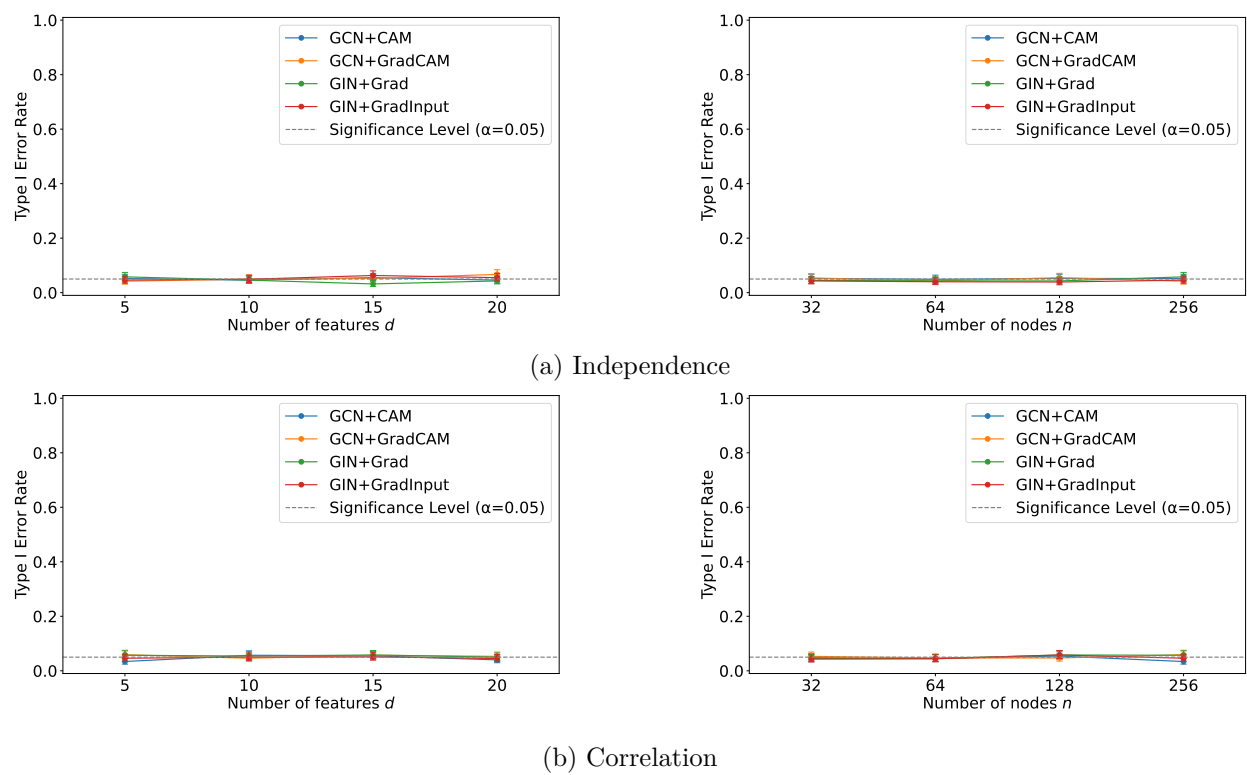 1.0
0.8
0.6
0.4
0.2
0.0
Type I Error Rate
GCN+CAM
GCN+GradCAM
GIN+Grad
GIN+GradInput
Significance Level (α=0.05)
5 10 15 20
Number of features d
1.0
0.8
0.6
0.4
0.2
0.0
Type I Error Rate
GCN+CAM
GCN+GradCAM
GIN+Grad
GIN+GradInput
Significance Level (α=0.05)
32 64 128 256
Number of nodes n
(a) Independence
1.0
0.8
0.6
0.4
0.2
0.0
Type I Error Rate
GCN+CAM
GCN+GradCAM
GIN+Grad
GIN+GradInput
Significance Level (α=0.05)
5 10 15 20
Number of features d
1.0
0.8
0.6
0.4
0.2
0.0
Type I Error Rate
GCN+CAM
GCN+GradCAM
GIN+Grad
GIN+GradInput
Significance Level (α=0.05)
32 64 128 256
Number of nodes n
(b) Correlation